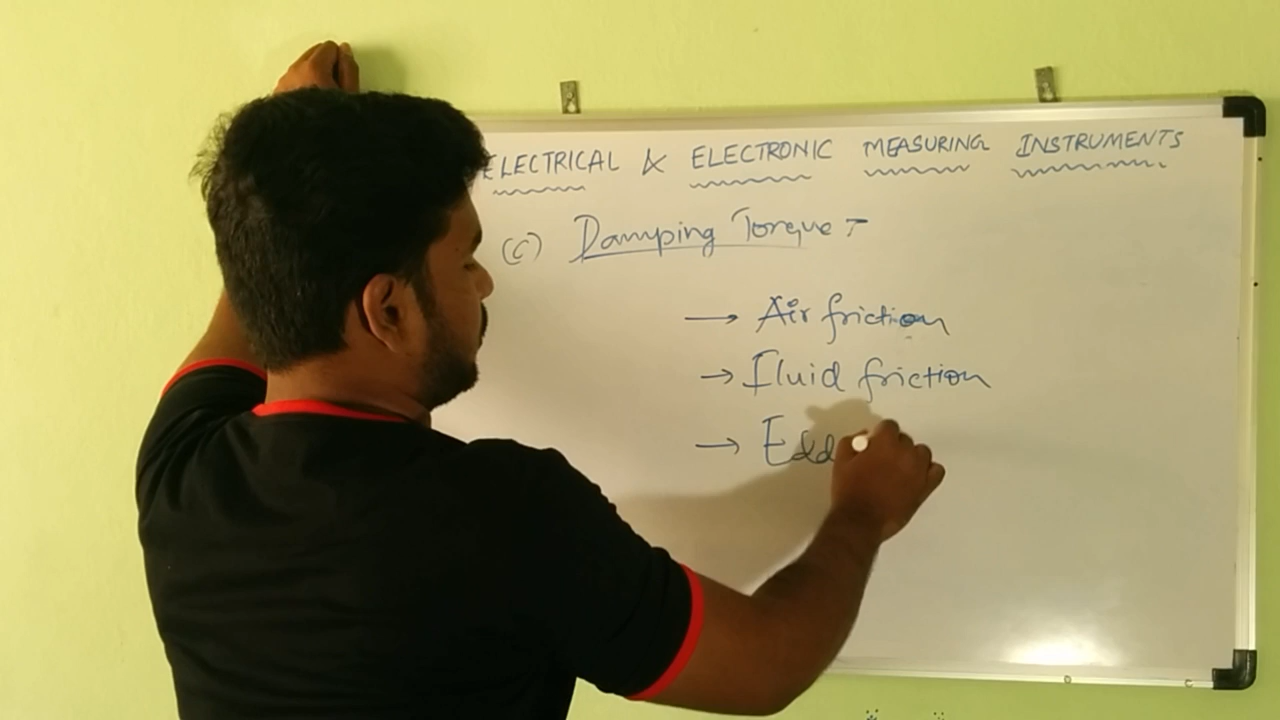 ELECTRICAL & ELECTRONIC MEASURING INSTRUMENTS
(C) Damping Torque :-
→ Air friction
→ Fluid friction
→ Edd